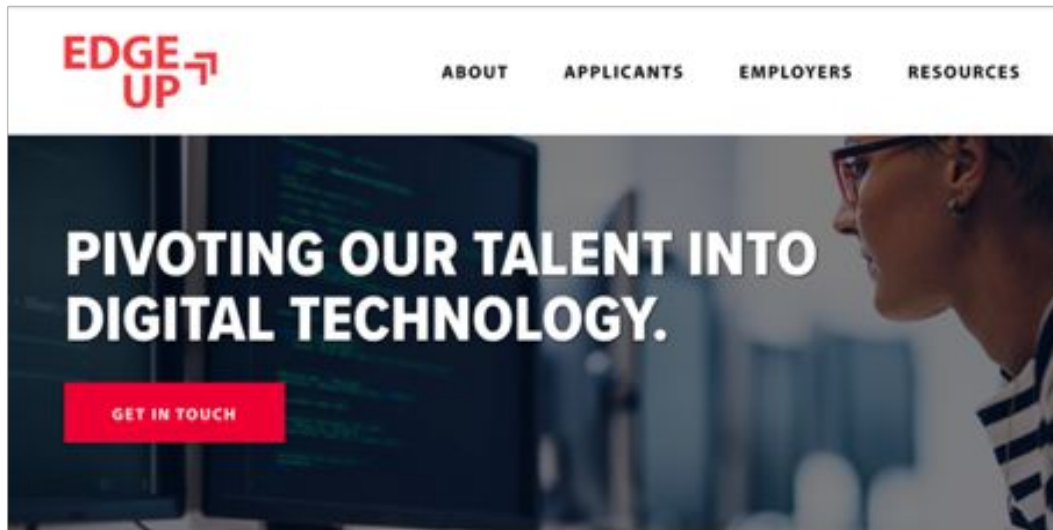 EDGE
UP
ABOUT APPLICANTS EMPLOYERS RESOURCES
PIVOTING OUR TALENT INTO
DIGITAL TECHNOLOGY.
GET IN TOUCH